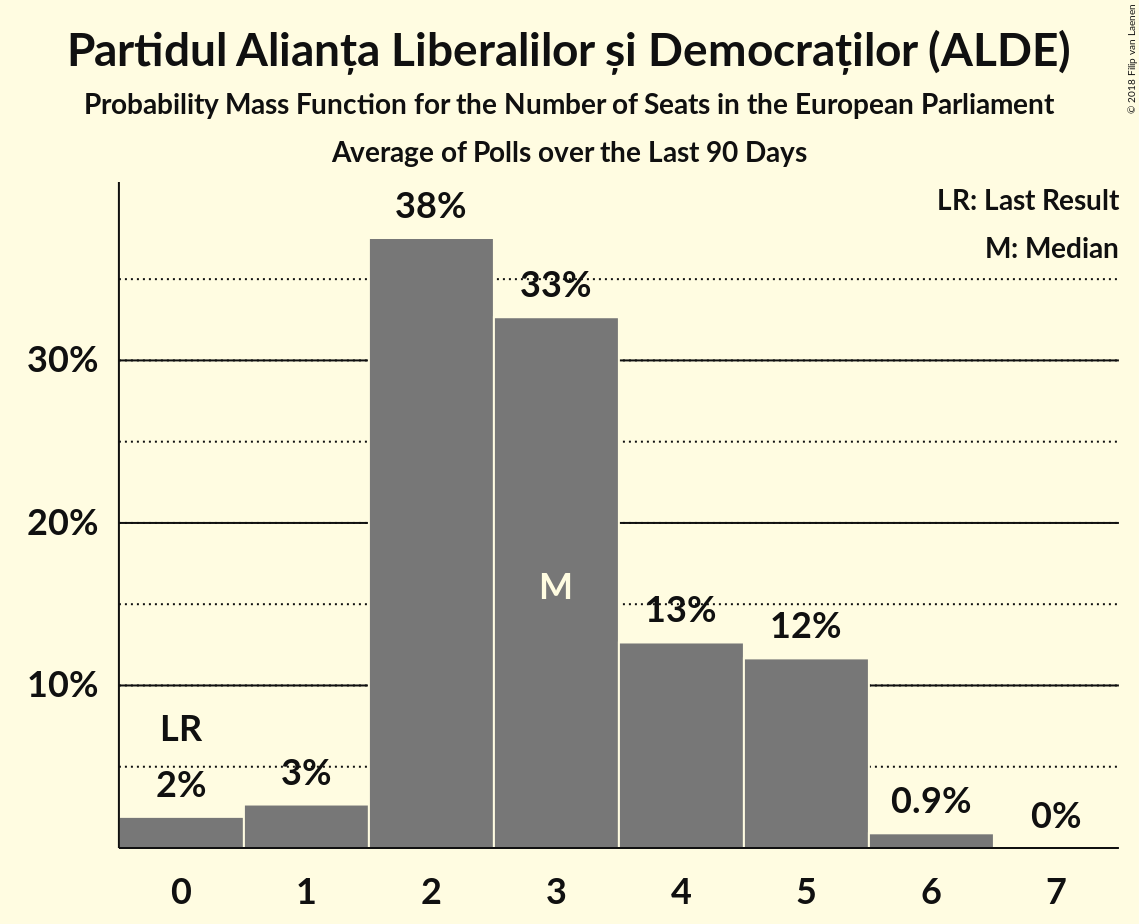 Partidul Alianța Liberalilor și Democraților (ALDE)
Probability Mass Function for the Number of Seats in the European Parliament
Average of Polls over the Last 90 Days
© 2018 Filip van Laenen
LR: Last Result
M: Median
38%
33%
30%
20%
M
13%
12%
10%
LR
3%
2%
0.9%
0%
0 1 2 3 4 5 6 7